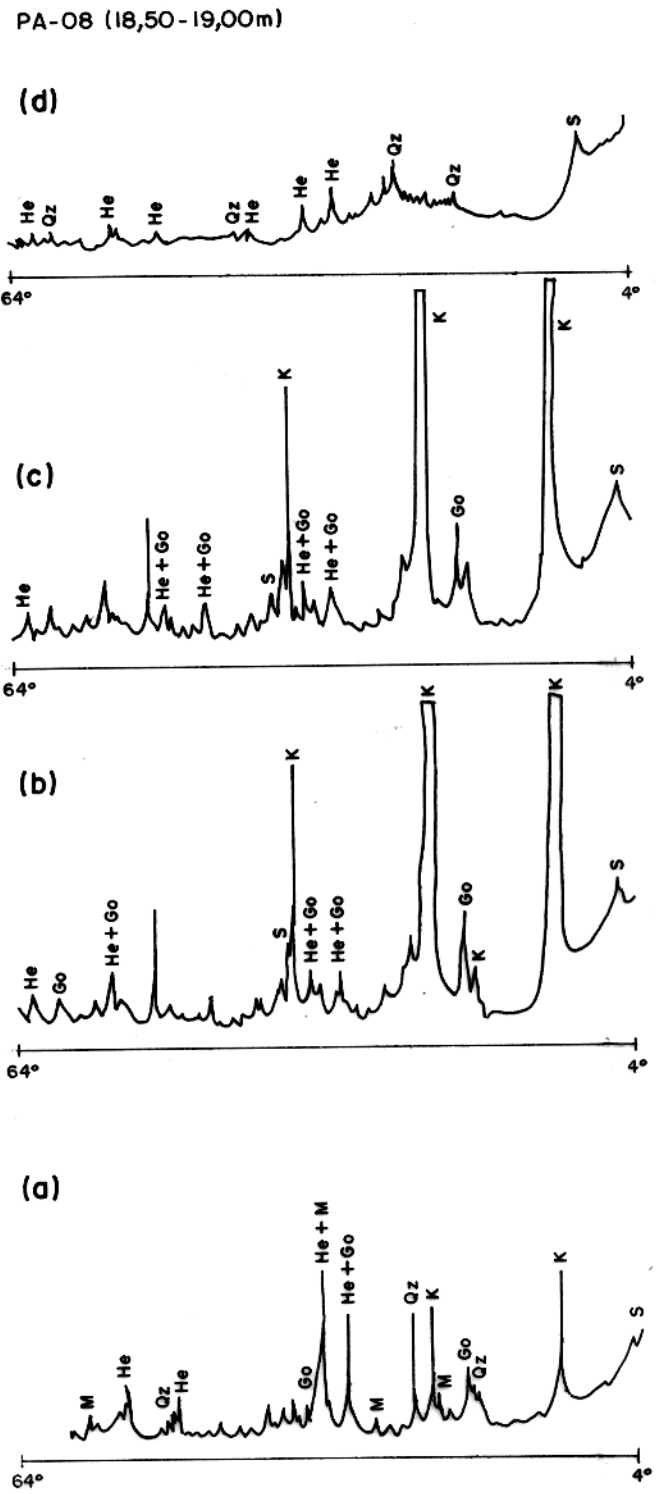 PA-08 (18,50-19,00m)
(d)
He Qz He He Qz He He He Qz Qz S
64° 4°
(c)
He He+Go He+Go S K He+Go He+Go K Go K S
64° 4°
(b)
He Go He+Go S K He+Go He+Go K Go K K S
64° 4°
(a)
M He Qz He Go He+M He+Go M Qz K M Go Qz K S
64° 4°